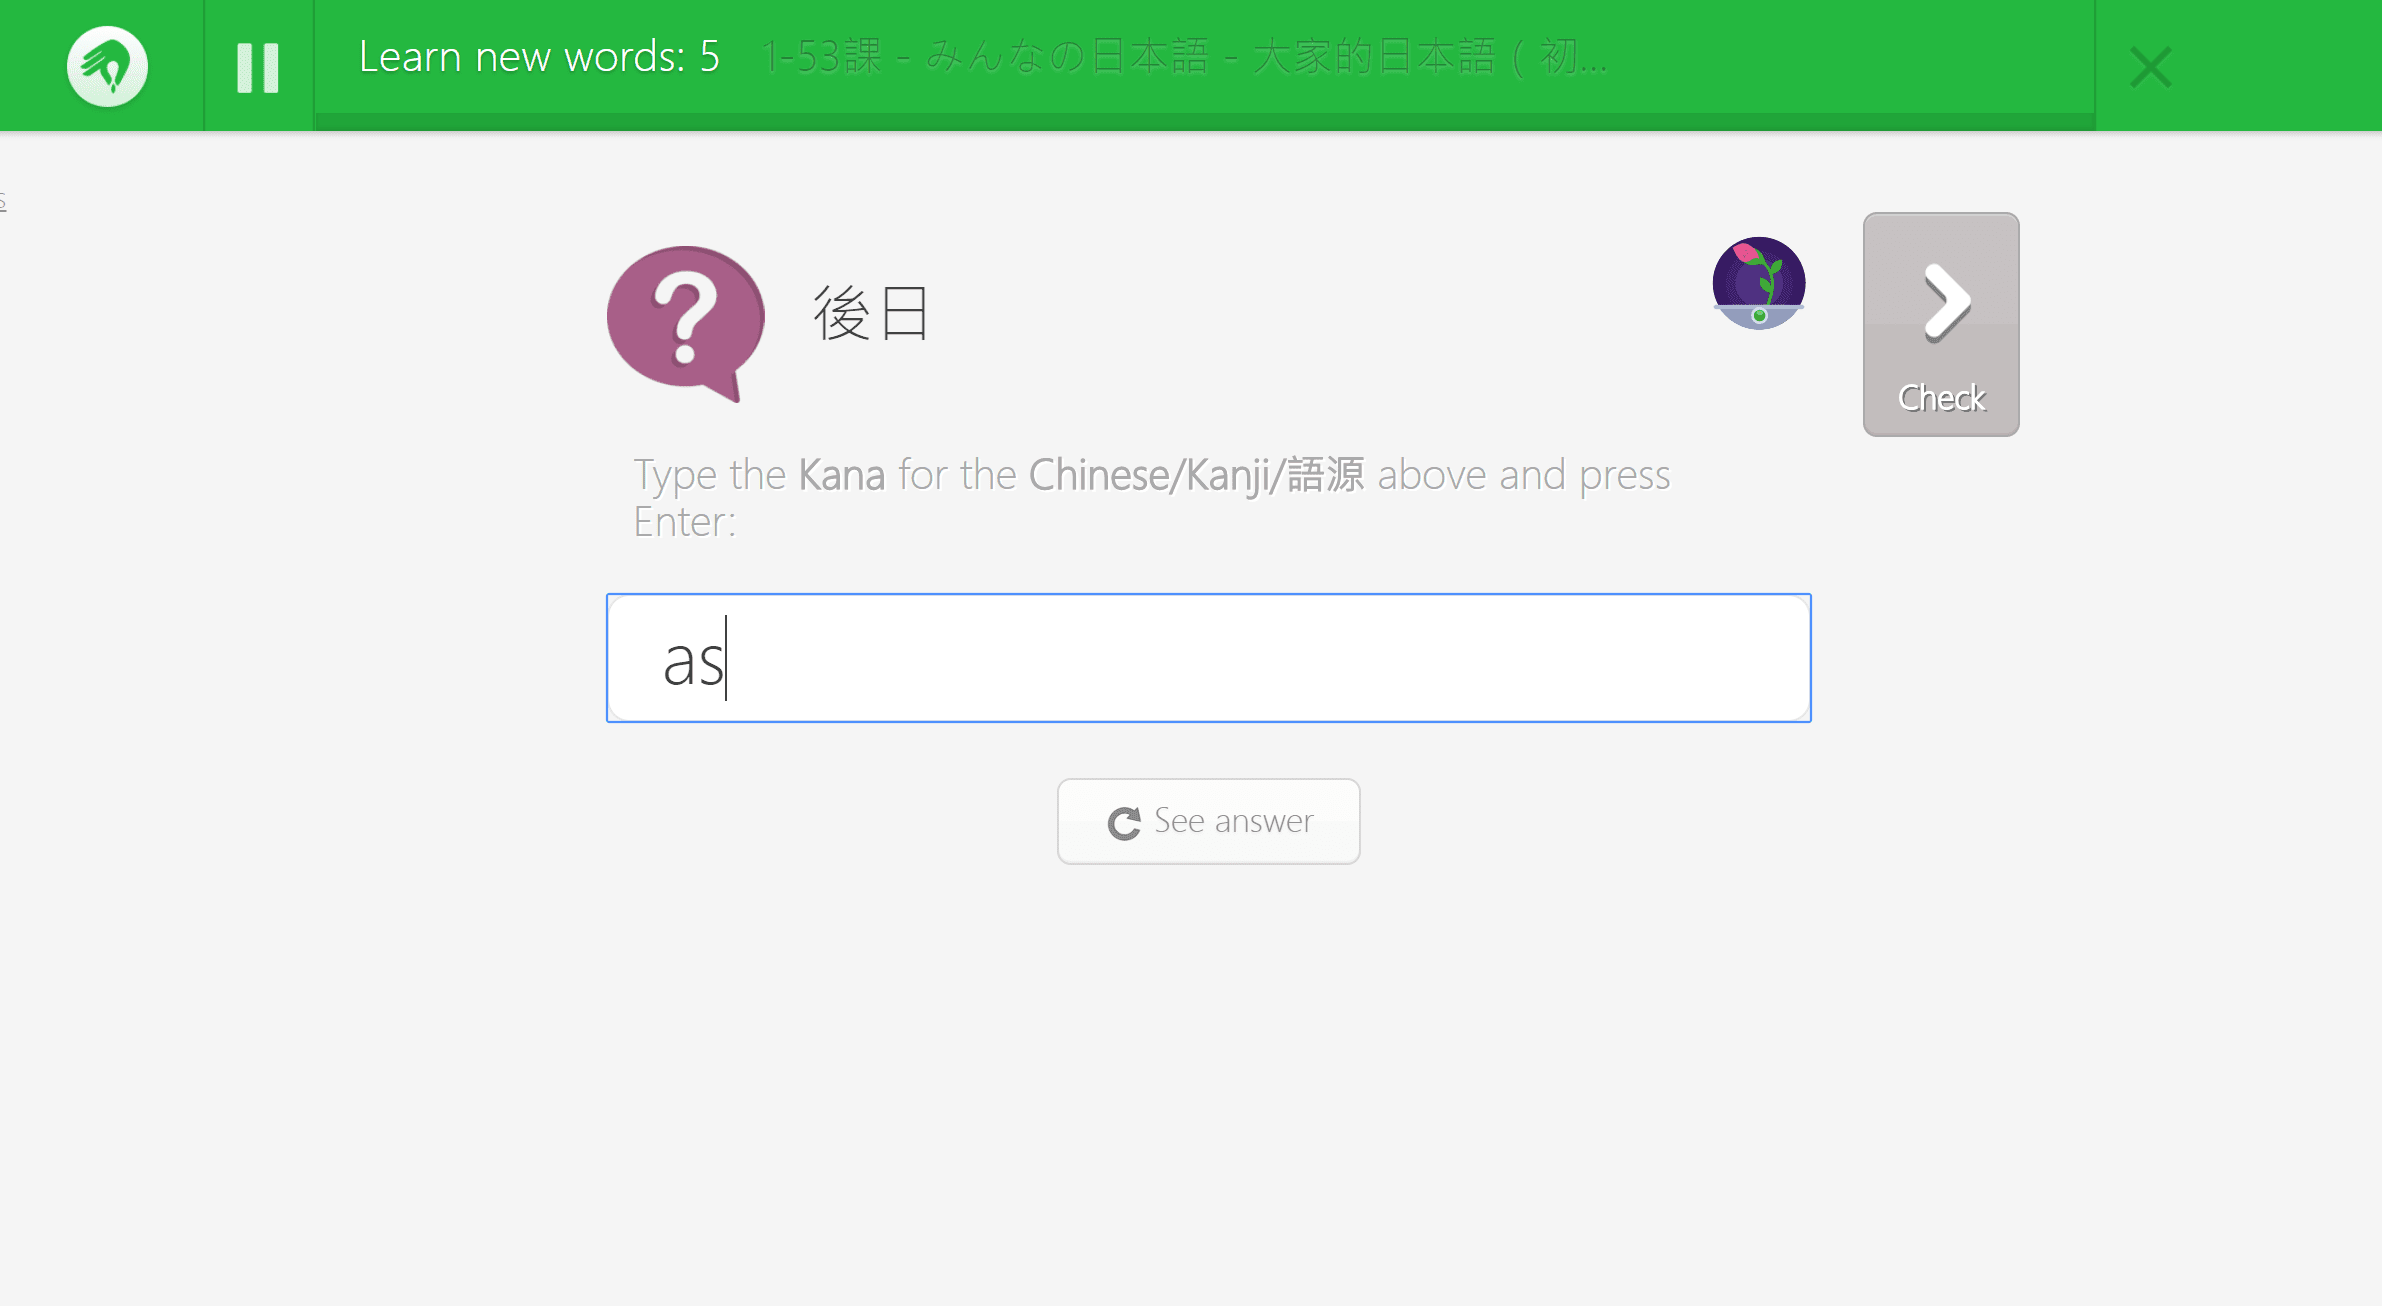 Learn new words: 5 1-53課 - みんなの日本語 - 大家的日本語 ( 初...
s
後日
Check
Type the Kana for the Chinese/Kanji/語源 above and press
Enter:
as
See answer